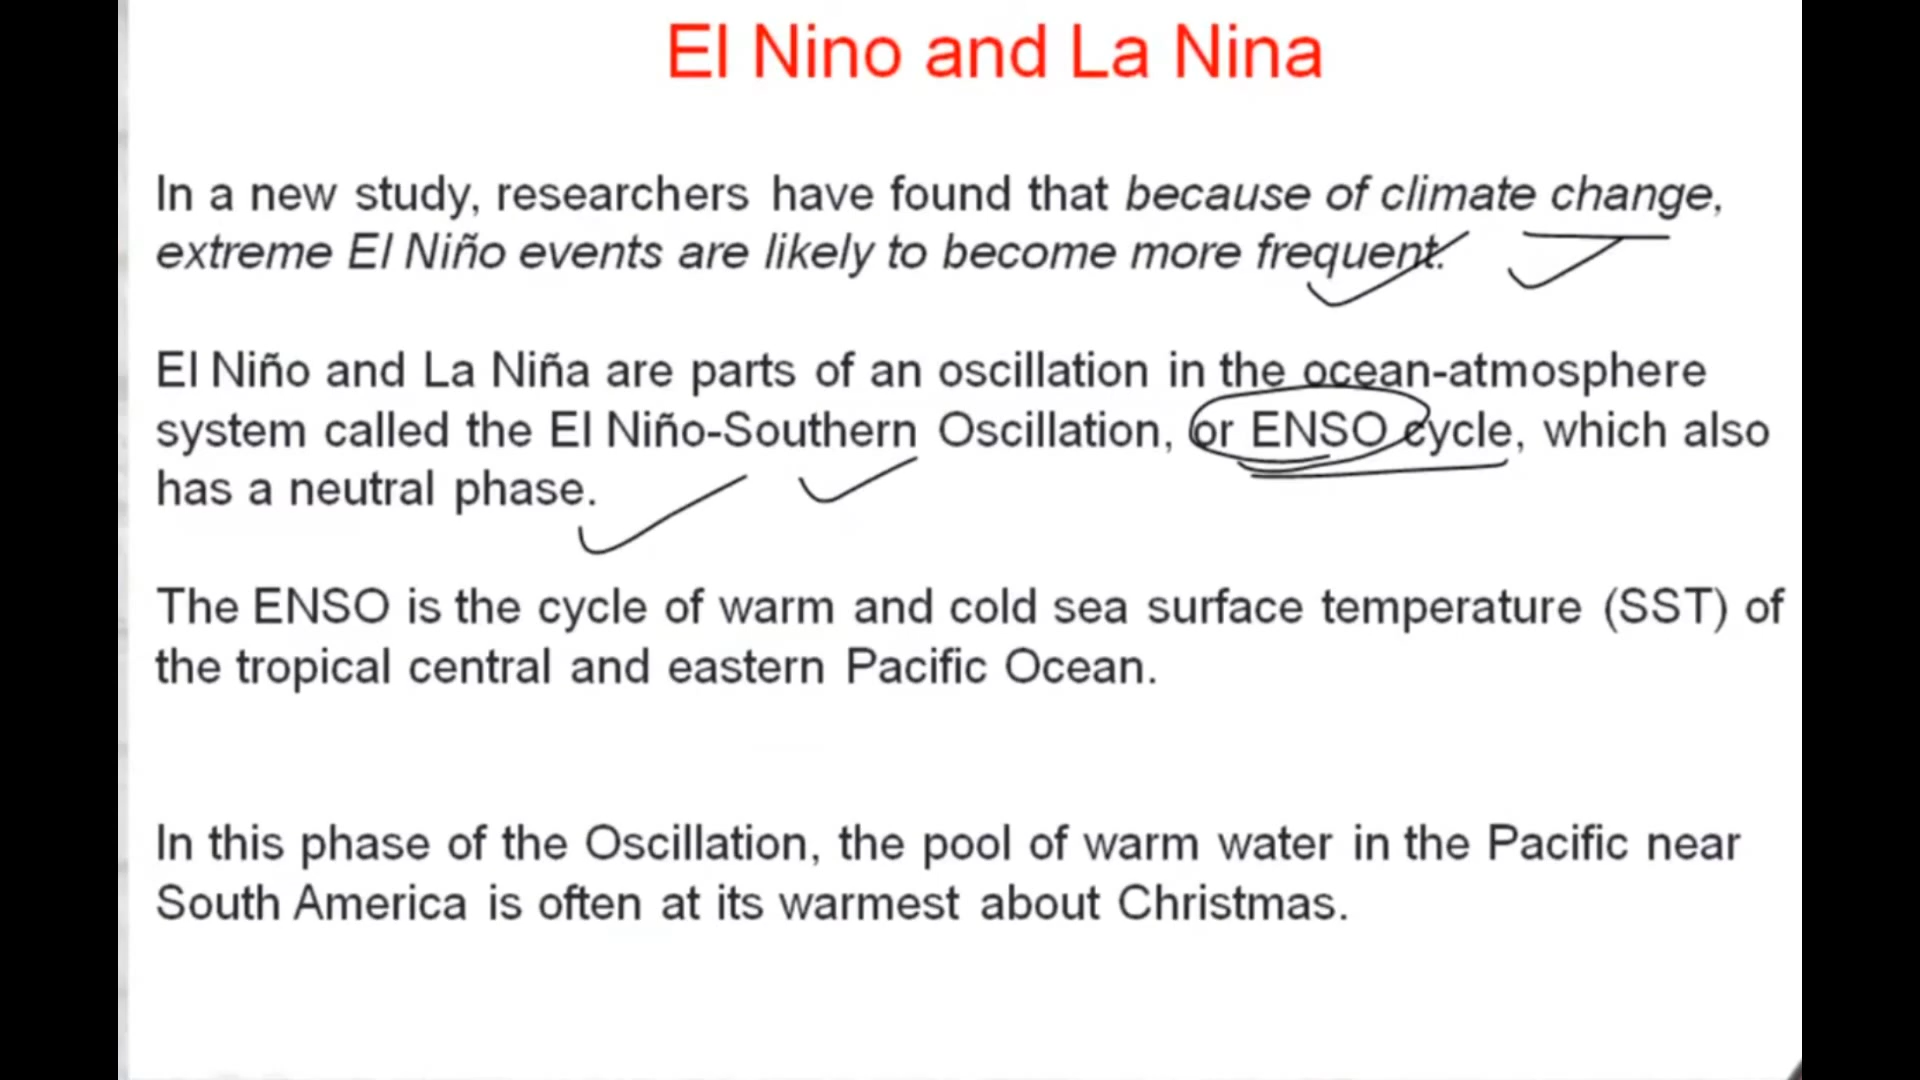 El Nino and La Nina
In a new study, researchers have found that because of climate change,
extreme El Niño events are likely to become more frequent.
El Niño and La Niña are parts of an oscillation in the ocean-atmosphere
system called the El Niño-Southern Oscillation, or ENSO cycle, which also
has a neutral phase.
The ENSO is the cycle of warm and cold sea surface temperature (SST) of
the tropical central and eastern Pacific Ocean.
In this phase of the Oscillation, the pool of warm water in the Pacific near
South America is often at its warmest about Christmas.